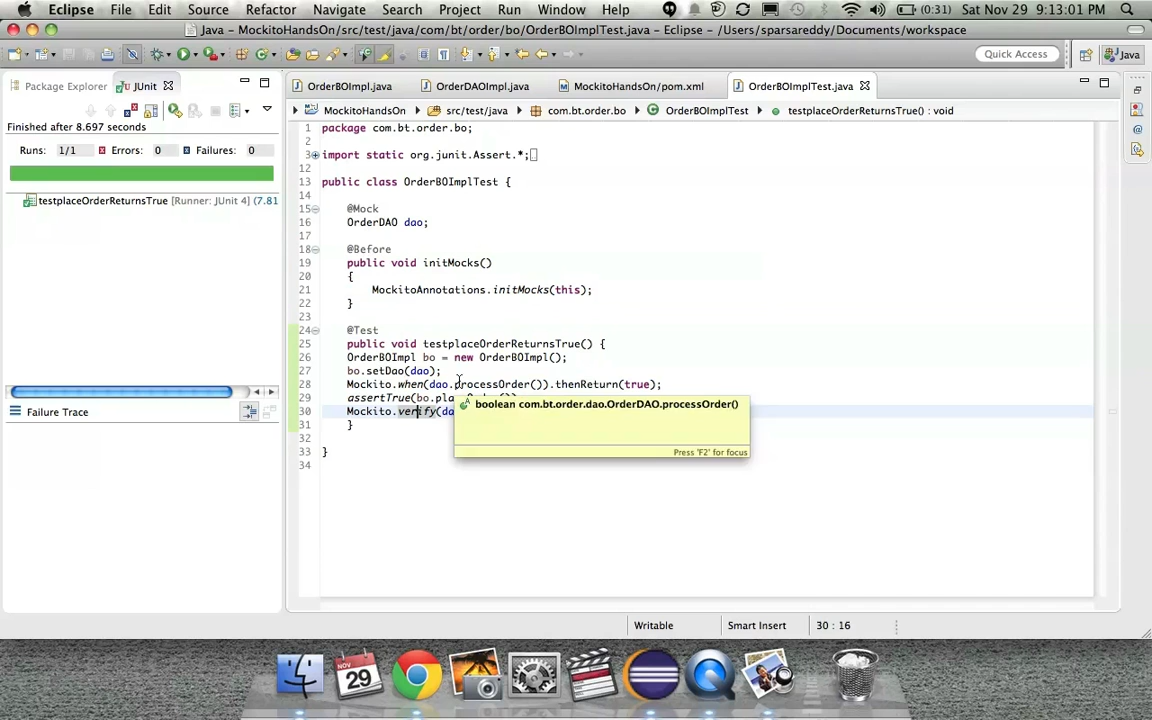 Eclipse File Edit Source Refactor Navigate Search Project Run Window Help (0:31) Sat Nov 29 9:13:01 PM
Java - MockitoHandsOn/src/test/java/com/bt/order/bo/OrderBOImplTest.java - Eclipse - /Users/sparsareddy/Documents/workspace
Quick Access Java
Package Explorer JUnit
OrderBOImpl.java OrderDAOImpl.java MockitoHandsOn/pom.xml OrderBOImplTest.java
MockitoHandsOn src/test/java com.bt.order.bo OrderBOImplTest testplaceOrderReturnsTrue() : void
Finished after 8.697 seconds
Runs: 1/1 Errors: 0 Failures: 0
testplaceOrderReturnsTrue [Runner: JUnit 4] (7.81
Failure Trace
1 package com.bt.order.bo;
2
3 import static org.junit.Assert.*;
12
13 public class OrderBOImplTest {
14
15 @Mock
16 OrderDAO dao;
17
18 @Before
19 public void initMocks()
20 {
21 MockitoAnnotations.initMocks(this);
22 }
23
24 @Test
25 public void testplaceOrderReturnsTrue() {
26 OrderBOImpl bo = new OrderBOImpl();
27 bo.setDao(dao);
28 Mockito.when(dao.processOrder()).thenReturn(true);
29 assertTrue(bo.pla
30 Mockito.verify(da
31 }
32
33 }
34
boolean com.bt.order.dao.OrderDAO.processOrder()
Press 'F2' for focus
Writable Smart Insert 30 : 16
NOV
29